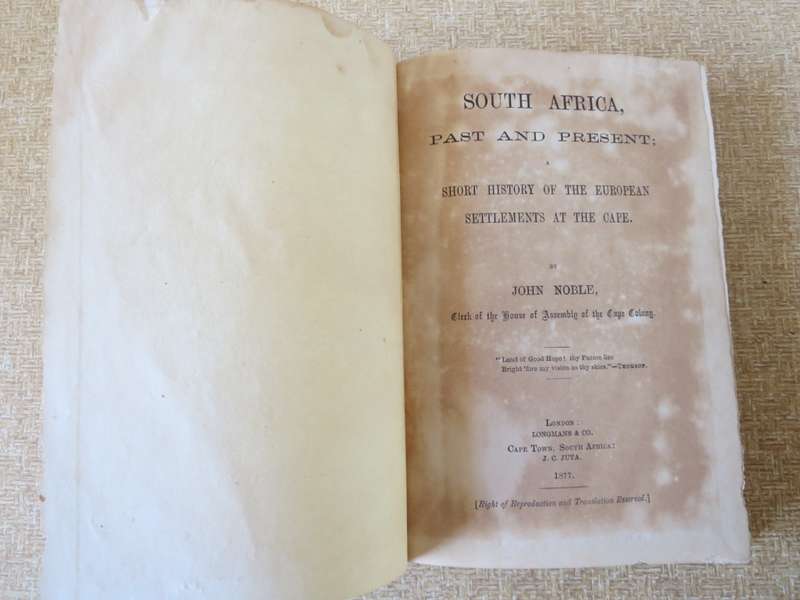 SOUTH AFRICA,
PAST AND PRESENT;
A
SHORT HISTORY OF THE EUROPEAN
SETTLEMENTS AT THE CAPE.
BY
JOHN NOBLE,
Clerk of the House of Assembly of the Cape Colony.
"Land of Good Hope! thy Future lies
Bright 'fore my vision as thy skies."—THOMSON.
LONDON:
LONGMANS & CO.
CAPE TOWN, SOUTH AFRICA:
J. C. JUTA.
1877.
[Right of Reproduction and Translation Reserved.]